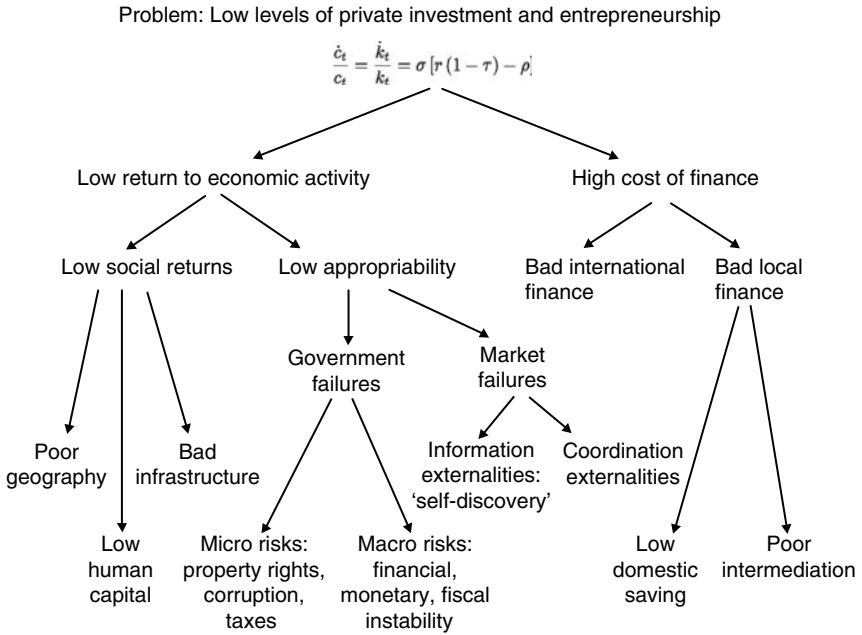 Problem: Low levels of private investment and entrepreneurship
ċₜ/cₜ = k̇ₜ/kₜ = σ [r (1 − τ) − ρ]
Low return to economic activity
High cost of finance
Low social returns
Low appropriability
Bad international
finance
Bad local
finance
Government
failures
Market
failures
Poor
geography
Bad
infrastructure
Information
externalities:
‘self-discovery’
Coordination
externalities
Low
human
capital
Micro risks:
property rights,
corruption,
taxes
Macro risks:
financial,
monetary, fiscal
instability
Low
domestic
saving
Poor
intermediation